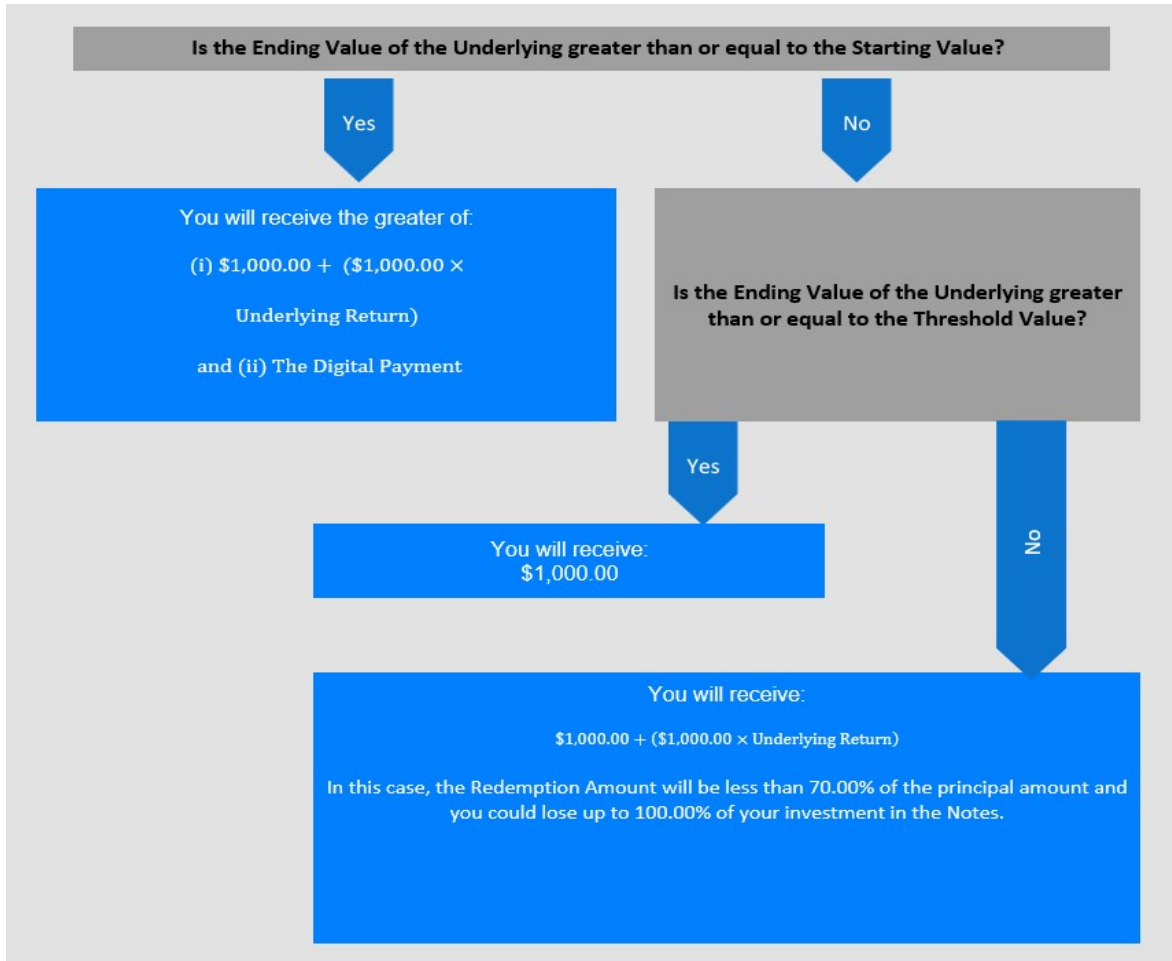 Is the Ending Value of the Underlying greater than or equal to the Starting Value?
Yes
No
You will receive the greater of:
(i) $1,000.00 + ($1,000.00 ×
Underlying Return)
and (ii) The Digital Payment
Is the Ending Value of the Underlying greater
than or equal to the Threshold Value?
Yes
No
You will receive:
$1,000.00
You will receive:
$1,000.00 + ($1,000.00 × Underlying Return)
In this case, the Redemption Amount will be less than 70.00% of the principal amount and
you could lose up to 100.00% of your investment in the Notes.